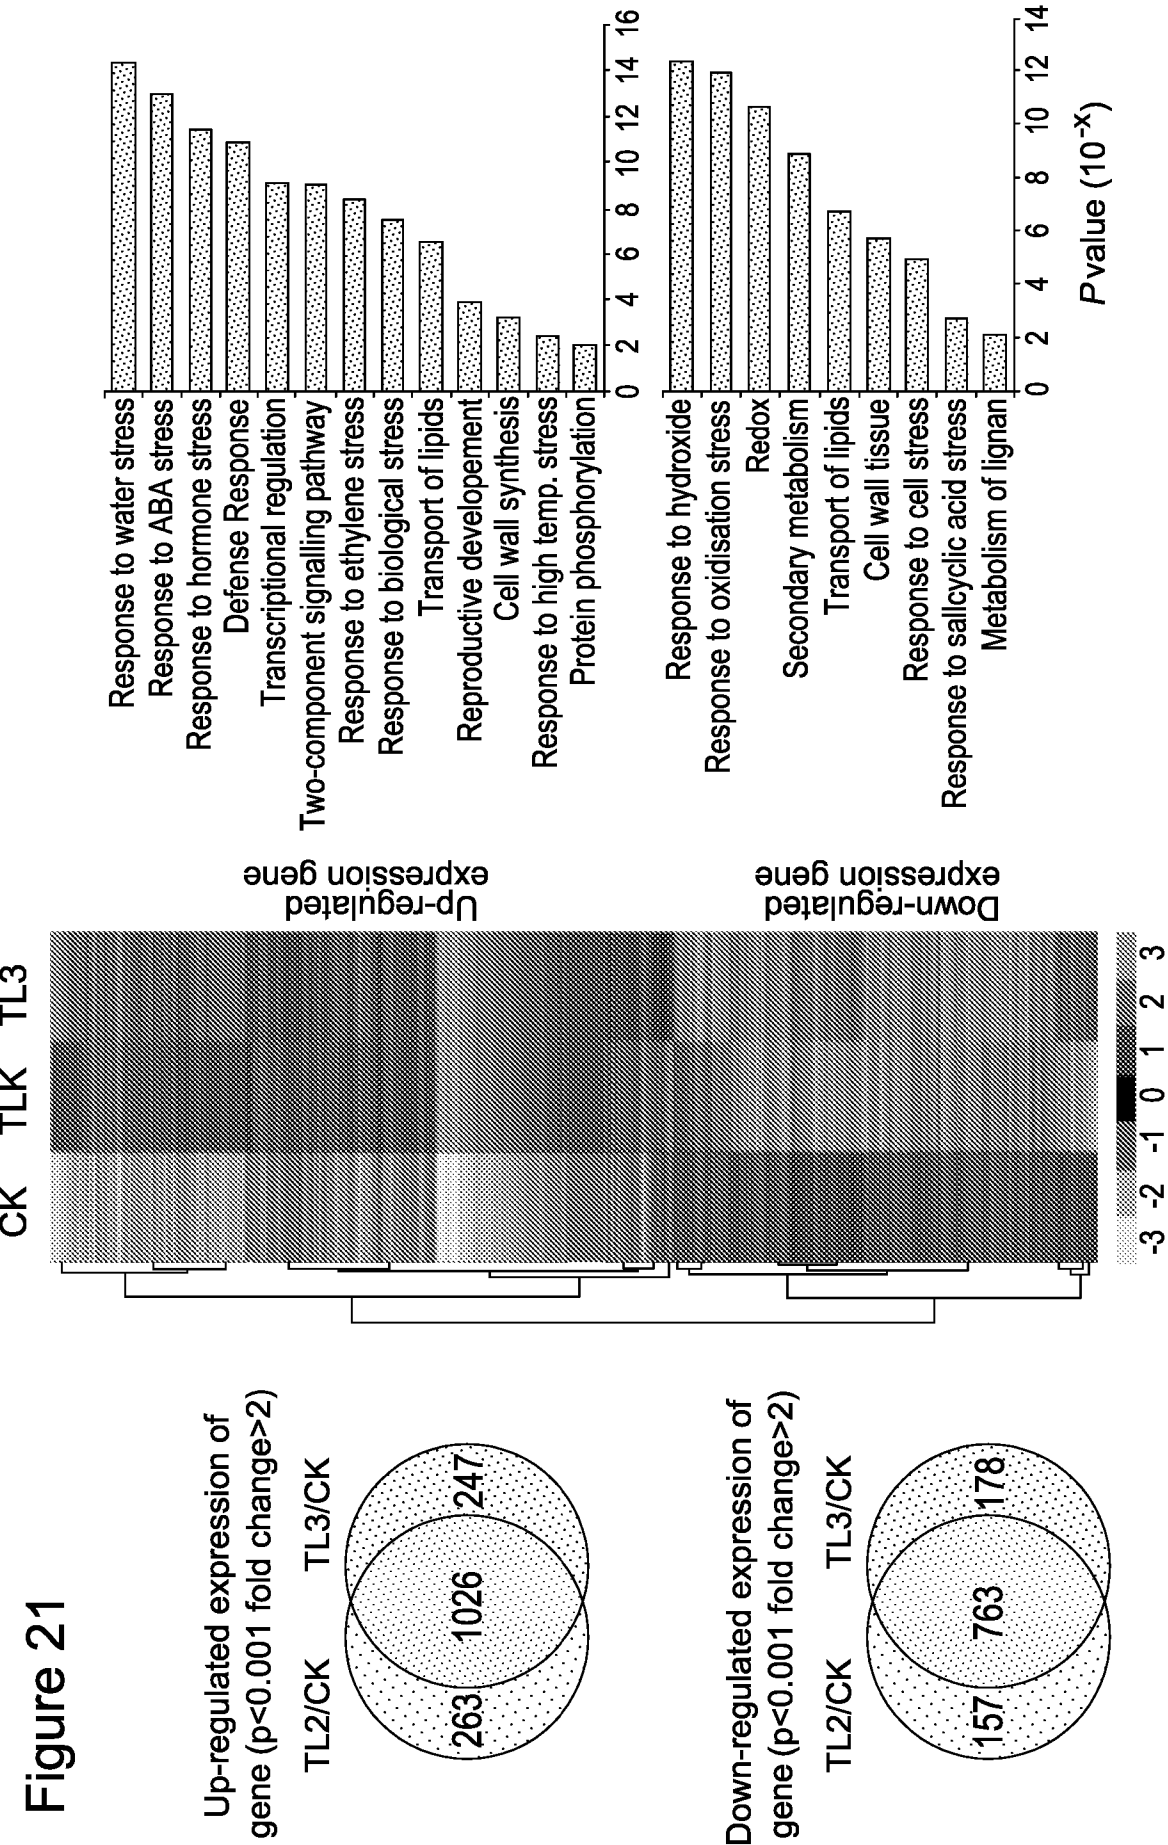 Figure 21
Up-regulated expression of
gene (p<0.001 fold change>2)
TL2/CK TL3/CK
263 1026 247
Down-regulated expression of
gene (p<0.001 fold change>2)
TL2/CK TL3/CK
157 763 178
CK TLK TL3
Up-regulated
expression gene
Down-regulated
expression gene
-3 -2 -1 0 1 2 3
Response to water stress
Response to ABA stress
Response to hormone stress
Defense Response
Transcriptional regulation
Two-component signalling pathway
Response to ethylene stress
Response to biological stress
Transport of lipids
Reproductive developement
Cell wall synthesis
Response to high temp. stress
Protein phosphorylation
0 2 4 6 8 10 12 14 16
Response to hydroxide
Response to oxidisation stress
Redox
Secondary metabolism
Transport of lipids
Cell wall tissue
Response to cell stress
Response to salicyclic acid stress
Metabolism of lignan
0 2 4 6 8 10 12 14
Pvalue (10⁻ˣ)